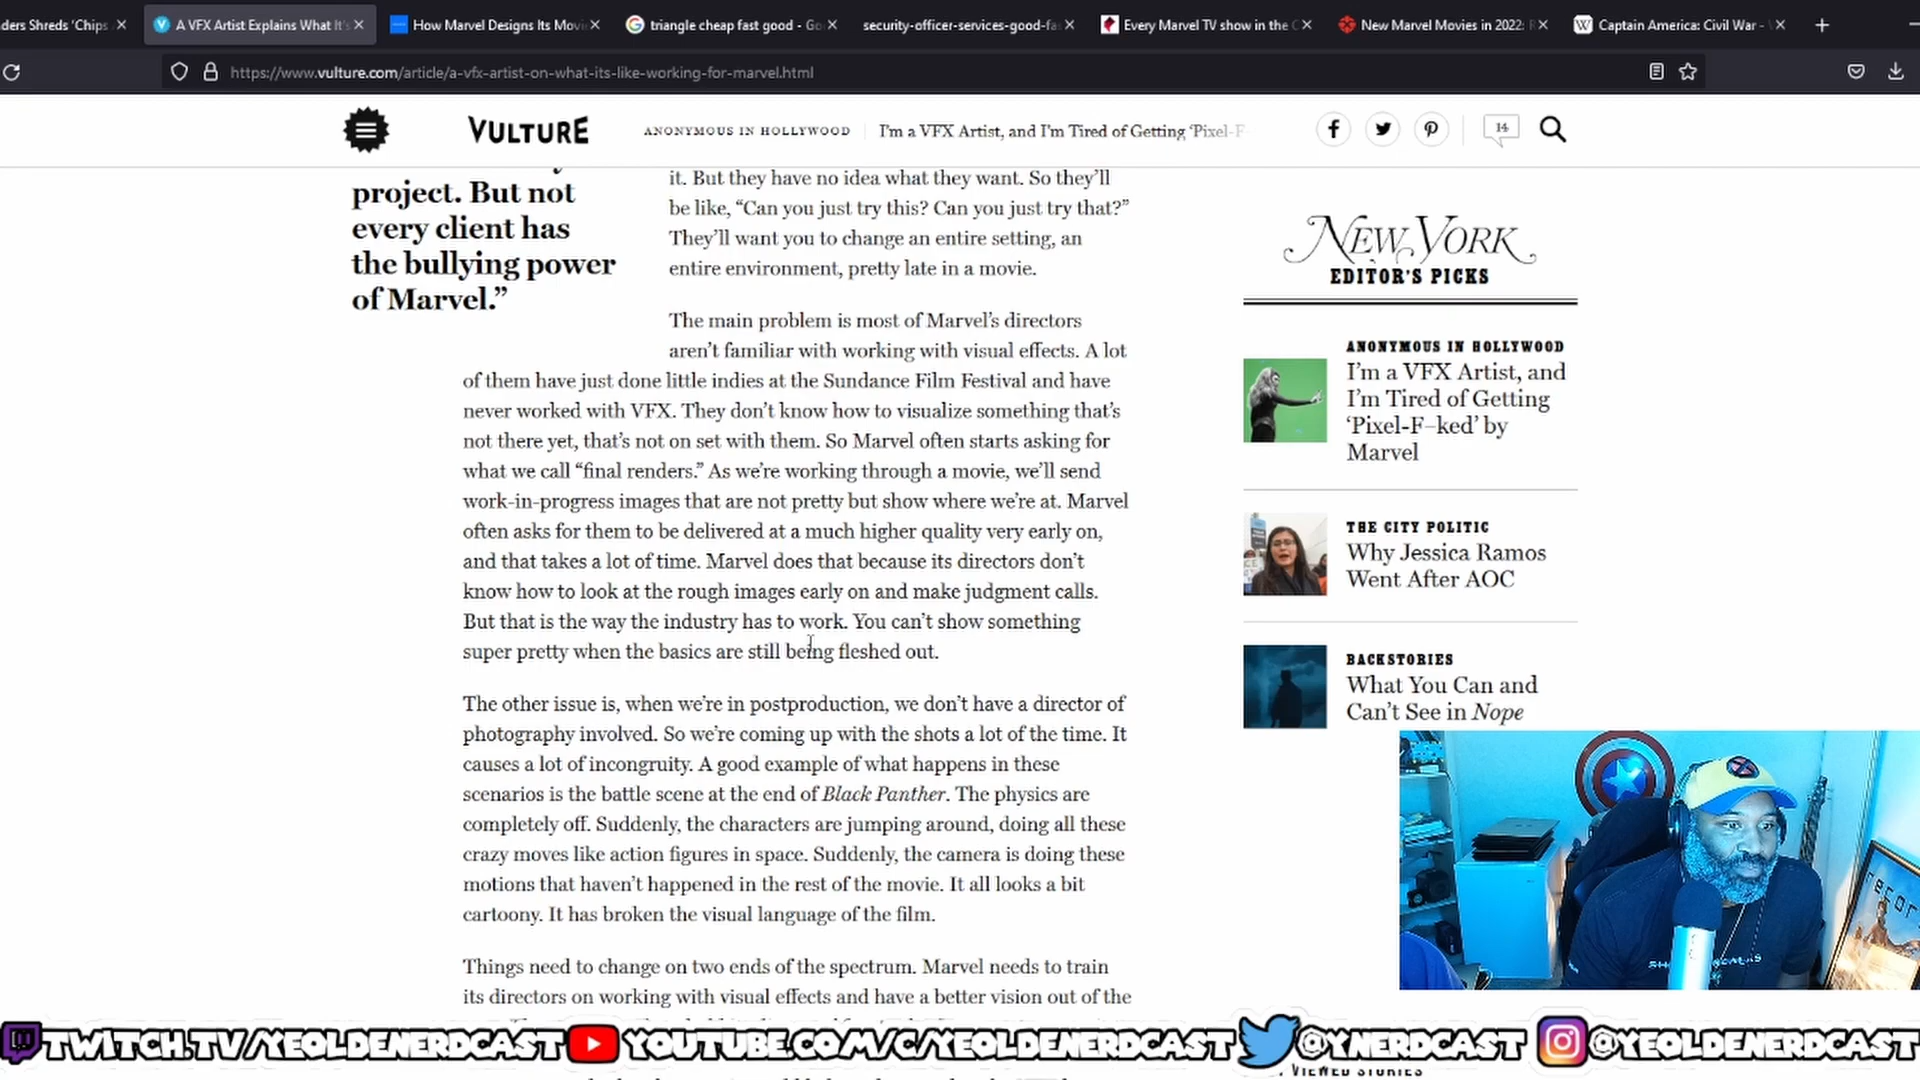 ders Shreds 'Chips
A VFX Artist Explains What It's
How Marvel Designs Its Movi
triangle cheap fast good - Go
security-officer-services-good-fa
Every Marvel TV show in the
New Marvel Movies in 2022:
Captain America: Civil War -
https://www.vulture.com/article/a-vfx-artist-on-what-its-like-working-for-marvel.html
VULTURE
ANONYMOUS IN HOLLYWOOD
I'm a VFX Artist, and I'm Tired of Getting 'Pixel-F
14
project. But not
every client has
the bullying power
of Marvel.”
it. But they have no idea what they want. So they’ll
be like, “Can you just try this? Can you just try that?”
They’ll want you to change an entire setting, an
entire environment, pretty late in a movie.
The main problem is most of Marvel’s directors
aren’t familiar with working with visual effects. A lot
of them have just done little indies at the Sundance Film Festival and have
never worked with VFX. They don’t know how to visualize something that’s
not there yet, that’s not on set with them. So Marvel often starts asking for
what we call “final renders.” As we’re working through a movie, we’ll send
work-in-progress images that are not pretty but show where we’re at. Marvel
often asks for them to be delivered at a much higher quality very early on,
and that takes a lot of time. Marvel does that because its directors don’t
know how to look at the rough images early on and make judgment calls.
But that is the way the industry has to work. You can’t show something
super pretty when the basics are still being fleshed out.
The other issue is, when we’re in postproduction, we don’t have a director of
photography involved. So we’re coming up with the shots a lot of the time. It
causes a lot of incongruity. A good example of what happens in these
scenarios is the battle scene at the end of Black Panther. The physics are
completely off. Suddenly, the characters are jumping around, doing all these
crazy moves like action figures in space. Suddenly, the camera is doing these
motions that haven’t happened in the rest of the movie. It all looks a bit
cartoony. It has broken the visual language of the film.
Things need to change on two ends of the spectrum. Marvel needs to train
its directors on working with visual effects and have a better vision out of the
NEW YORK
EDITOR'S PICKS
ANONYMOUS IN HOLLYWOOD
I’m a VFX Artist, and
I’m Tired of Getting
‘Pixel-F–ked’ by
Marvel
THE CITY POLITIC
Why Jessica Ramos
Went After AOC
BACKSTORIES
What You Can and
Can’t See in Nope
TWITCH.TV/YEOLDENERDCAST
YOUTUBE.COM/C/YEOLDENERDCAST
@YNERDCAST
@YEOLDENERDCAST
VIEWED STORIES